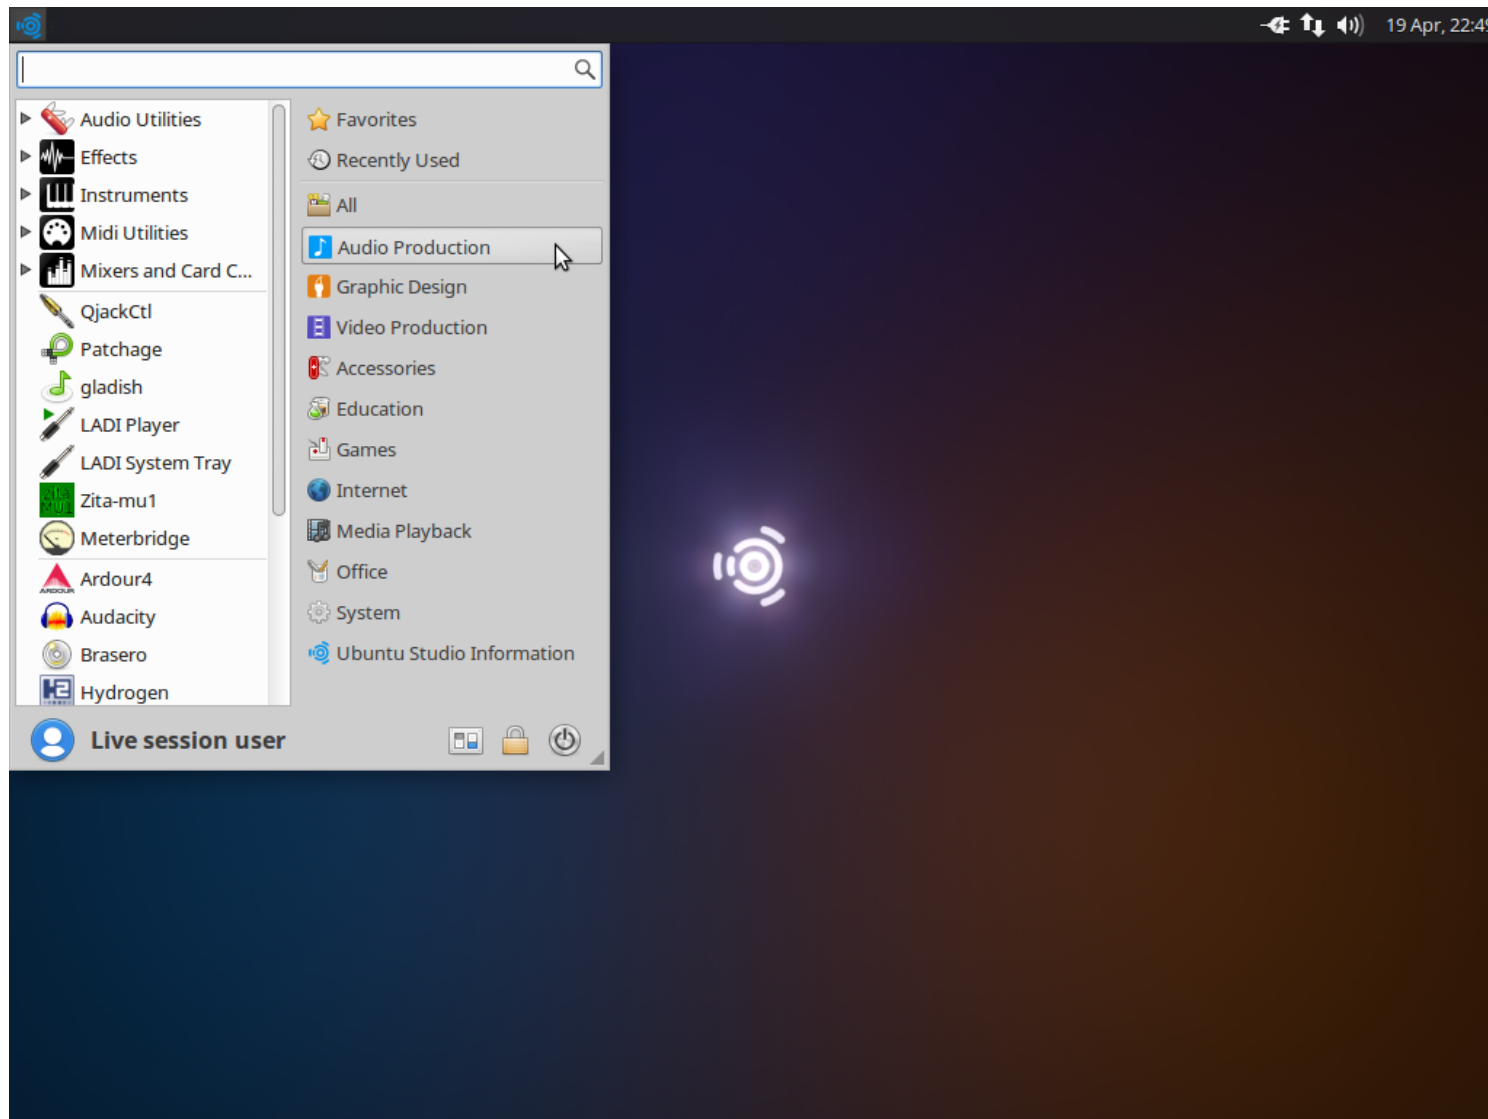 19 Apr, 22:49
Audio Utilities
Effects
Instruments
Midi Utilities
Mixers and Card C...
QjackCtl
Patchage
gladish
LADI Player
LADI System Tray
Zita-mu1
Meterbridge
Ardour4
Audacity
Brasero
Hydrogen
Favorites
Recently Used
All
Audio Production
Graphic Design
Video Production
Accessories
Education
Games
Internet
Media Playback
Office
System
Ubuntu Studio Information
Live session user